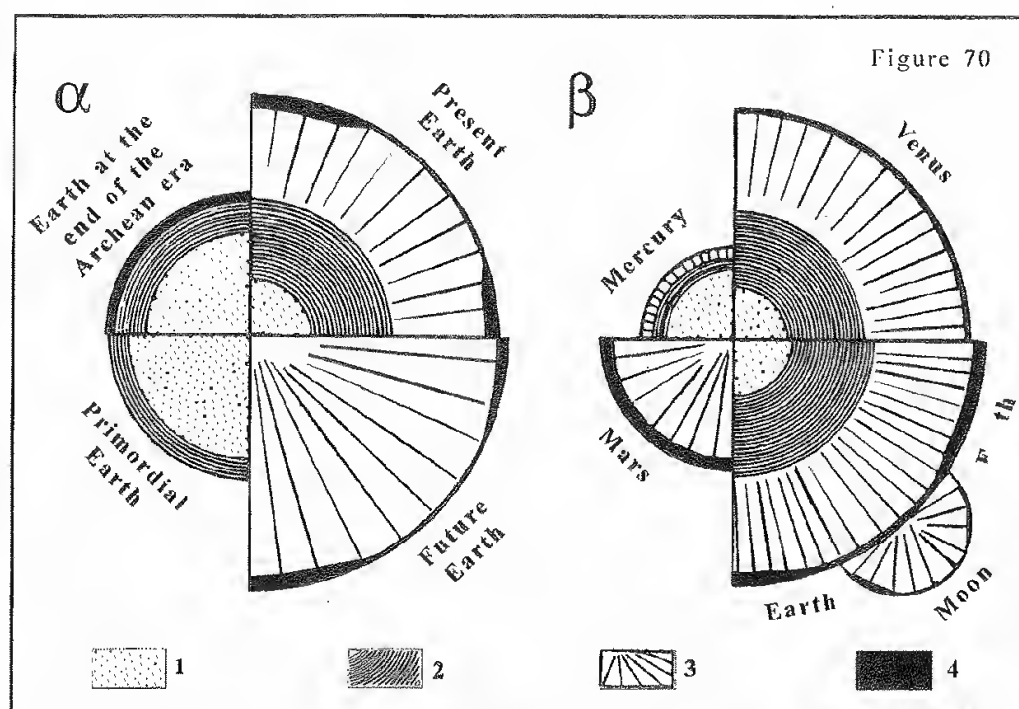 Figure 70
α
Earth at the
end of the
Archean era
Present
Earth
Primordial
Earth
Future
Earth
β
Mercury
Venus
Mars
Earth
Moon
th
1
2
3
4